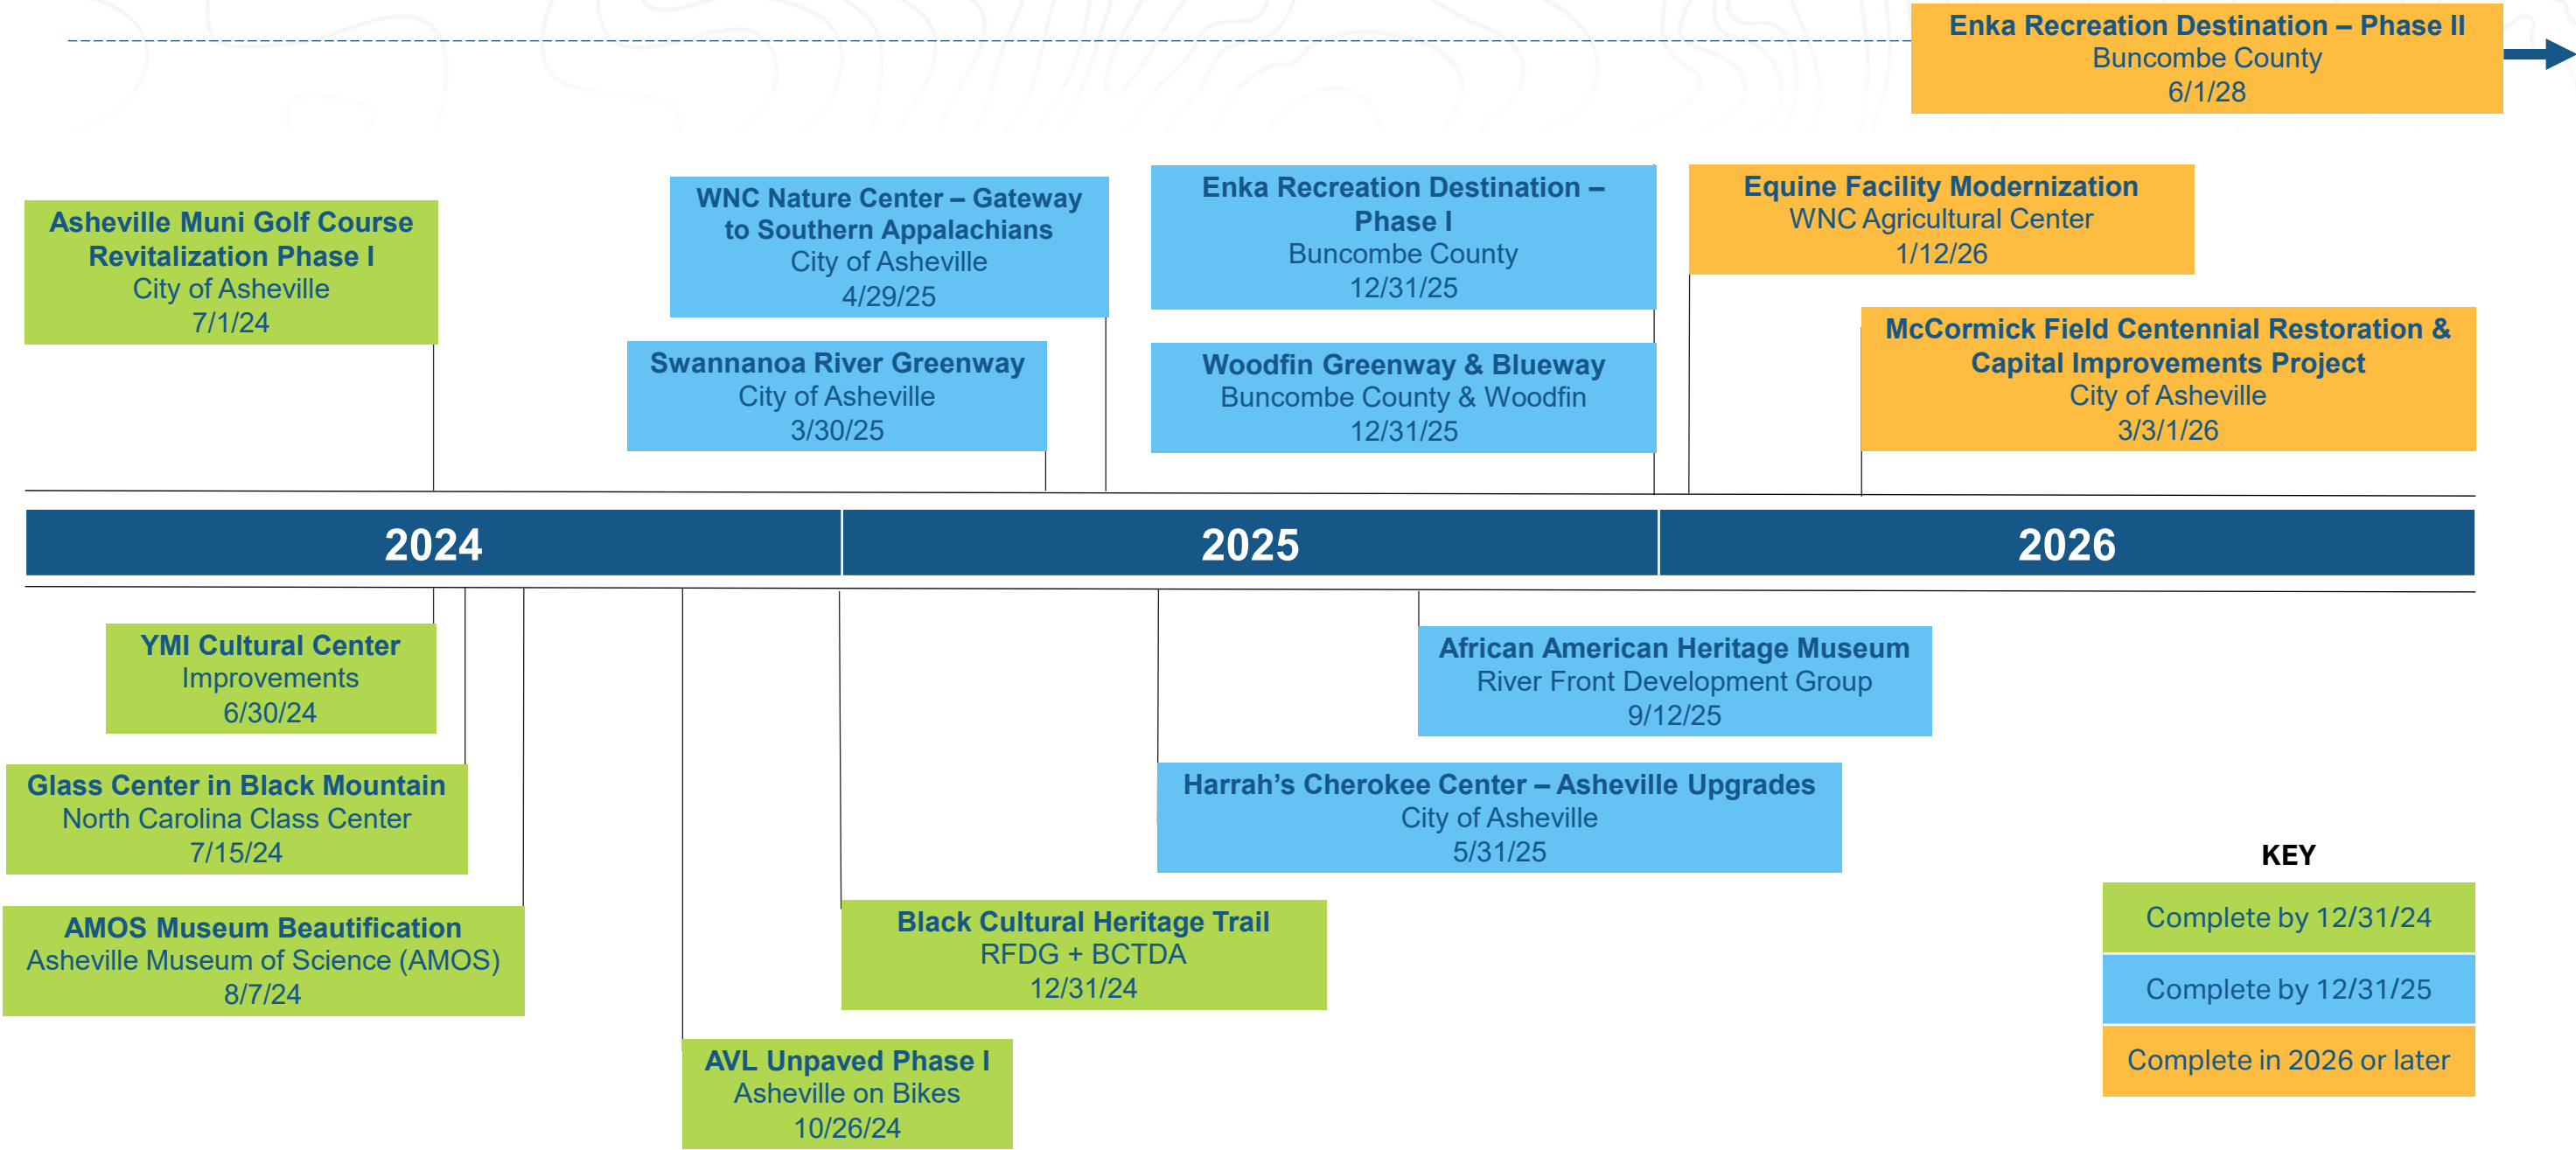 Enka Recreation Destination – Phase II
Buncombe County
6/1/28
Asheville Muni Golf Course
Revitalization Phase I
City of Asheville
7/1/24
WNC Nature Center – Gateway
to Southern Appalachians
City of Asheville
4/29/25
Swannanoa River Greenway
City of Asheville
3/30/25
Enka Recreation Destination –
Phase I
Buncombe County
12/31/25
Woodfin Greenway & Blueway
Buncombe County & Woodfin
12/31/25
Equine Facility Modernization
WNC Agricultural Center
1/12/26
McCormick Field Centennial Restoration &
Capital Improvements Project
City of Asheville
3/3/1/26
2024
2025
2026
YMI Cultural Center
Improvements
6/30/24
Glass Center in Black Mountain
North Carolina Class Center
7/15/24
AMOS Museum Beautification
Asheville Museum of Science (AMOS)
8/7/24
AVL Unpaved Phase I
Asheville on Bikes
10/26/24
Black Cultural Heritage Trail
RFDG + BCTDA
12/31/24
African American Heritage Museum
River Front Development Group
9/12/25
Harrah’s Cherokee Center – Asheville Upgrades
City of Asheville
5/31/25
KEY
Complete by 12/31/24
Complete by 12/31/25
Complete in 2026 or later